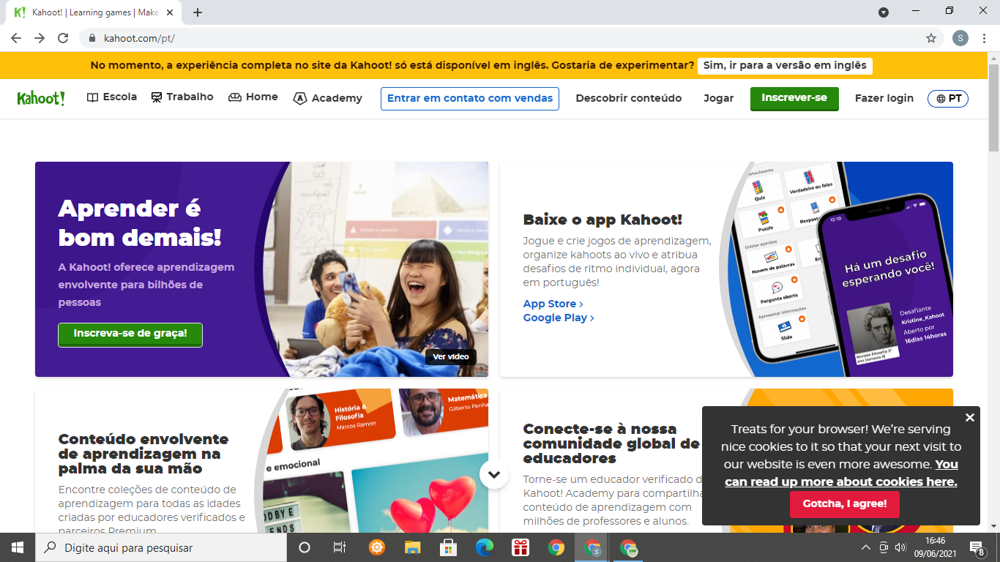 Kahoot! | Learning games | Make
kahoot.com/pt/
S
No momento, a experiência completa no site da Kahoot! só está disponível em inglês. Gostaria de experimentar? Sim, ir para a versão em inglês
Kahoot! Escola Trabalho Home Academy Entrar em contato com vendas Descobrir conteúdo Jogar Inscrever-se Fazer login PT
Aprender é
bom demais!
A Kahoot! oferece aprendizagem
envolvente para bilhões de
pessoas
Inscreva-se de graça!
Ver vídeo
Baixe o app Kahoot!
Jogue e crie jogos de aprendizagem,
organize kahoots ao vivo e atribua
desafios de ritmo individual, agora
em português!
App Store ›
Google Play ›
Quiz
Verdadeiro ou falso
Puzzle
Coletar opiniões
Nuvem de palavras
Pergunta aberta
Apresentar informações
Slide
12:10
Há um desafio
esperando você!
Desafiante
Kristine_Kahoot
Aberto por
16dias 14horas
Revisão Filosofia 3º
ano (semana 9)
Conteúdo envolvente
de aprendizagem na
palma da sua mão
Encontre coleções de conteúdo de
aprendizagem para todas as idades
criadas por educadores verificados e
parceiros Premium.
História &
Filosofia
Marcos Ramon
Matemática
Gilberto Penha
e emocional
Conecte-se à nossa
comunidade global de
educadores
Torne-se um educador verificado d
Kahoot! Academy para compartilha
conteúdo de aprendizagem com
milhões de professores e alunos.
Treats for your browser! We’re serving
nice cookies to it so that your next visit to
our website is even more awesome. You
can read up more about cookies here.
Gotcha, I agree!
Digite aqui para pesquisar
16:46
09/06/2021
8